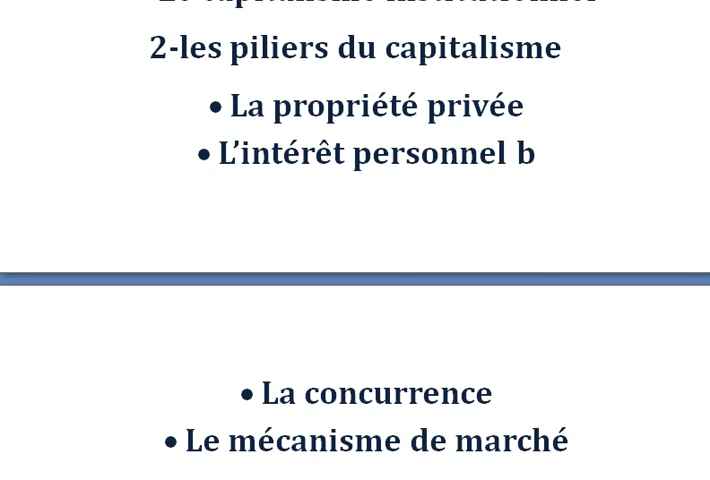 2-les piliers du capitalisme
• La propriété privée
• L’intérêt personnel b
• La concurrence
• Le mécanisme de marché